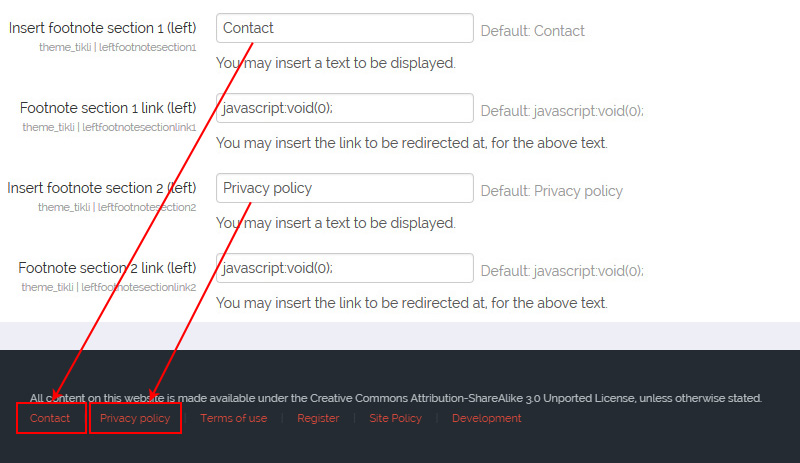 Insert footnote section 1 (left) Contact Default: Contact
theme_tikli | leftfootnotesection1
You may insert a text to be displayed.
Footnote section 1 link (left) javascript:void(0); Default: javascript:void(0);
theme_tikli | leftfootnotesectionlink1
You may insert the link to be redirected at, for the above text.
Insert footnote section 2 (left) Privacy policy Default: Privacy policy
theme_tikli | leftfootnotesection2
You may insert a text to be displayed.
Footnote section 2 link (left) javascript:void(0); Default: javascript:void(0);
theme_tikli | leftfootnotesectionlink2
You may insert the link to be redirected at, for the above text.
All content on this website is made available under the Creative Commons Attribution-ShareAlike 3.0 Unported License, unless otherwise stated.
Contact | Privacy policy | Terms of use | Register | Site Policy | Development